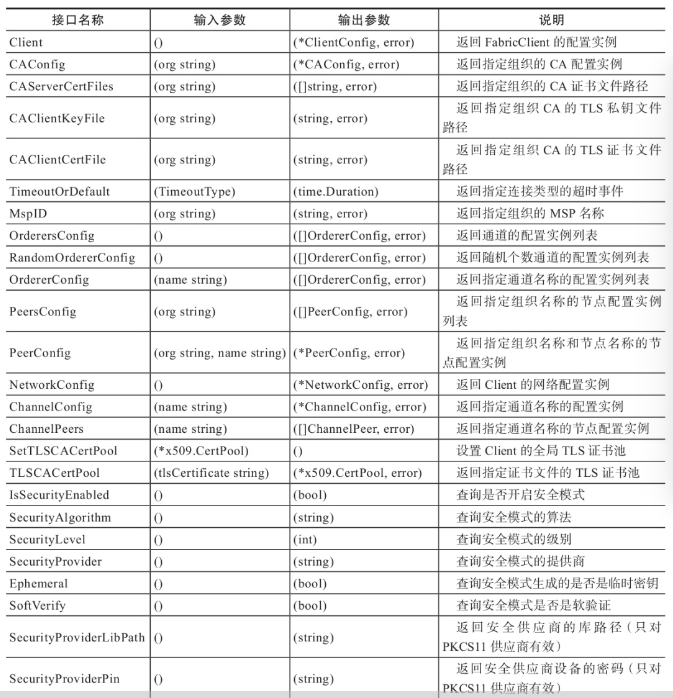 接口名称 输入参数 输出参数 说明
Client () (*ClientConfig, error) 返回 FabricClient 的配置实例
CAConfig (org string) (*CAConfig, error) 返回指定组织的 CA 配置实例
CAServerCertFiles (org string) ([]string, error) 返回指定组织的 CA 证书文件路径
CAClientKeyFile (org string) (string, error) 返回指定组织 CA 的 TLS 私钥文件
路径
CAClientCertFile (org string) (string, error) 返回指定组织 CA 的 TLS 证书文件
路径
TimeoutOrDefault (TimeoutType) (time.Duration) 返回指定连接类型的超时事件
MspID (org string) (string, error) 返回指定组织的 MSP 名称
OrderersConfig () ([]OrdererConfig, error) 返回通道的配置实例列表
RandomOrdererConfig () ([]OrdererConfig, error) 返回随机个数通道的配置实例列表
OrdererConfig (name string) ([]OrdererConfig, error) 返回指定通道名称的配置实例列表
PeersConfig (org string) ([]PeerConfig, error) 返回指定组织名称的节点配置实例
列表
PeerConfig (org string, name string) (*PeerConfig, error) 返回指定组织名称和节点名称的节
点配置实例
NetworkConfig () (*NetworkConfig, error) 返回 Client 的网络配置实例
ChannelConfig (name string) (*ChannelConfig, error) 返回指定通道名称的配置实例
ChannelPeers (name string) ([]ChannelPeer, error) 返回指定通道名称的节点配置实例
SetTLSCACertPool (*x509.CertPool) () 设置 Client 的全局 TLS 证书池
TLSCACertPool (tlsCertificate string) (*x509.CertPool, error) 返回指定证书文件的 TLS 证书池
IsSecurityEnabled () (bool) 查询是否开启安全模式
SecurityAlgorithm () (string) 查询安全模式的算法
SecurityLevel () (int) 查询安全模式的级别
SecurityProvider () (string) 查询安全模式的提供商
Ephemeral () (bool) 查询安全模式生成的是否是临时密钥
SoftVerify () (bool) 查询安全模式是否是软验证
SecurityProviderLibPath () (string) 返回安全供应商的库路径（只对
PKCS11 供应商有效）
SecurityProviderPin () (string) 返回安全供应商设备的密码（只对
PKCS11 供应商有效）